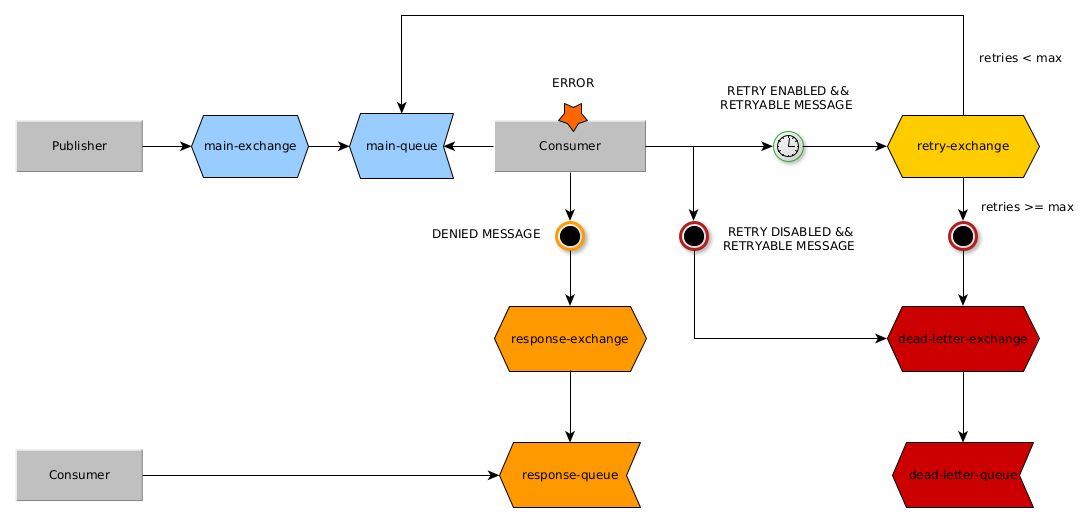 retries < max
ERROR
RETRY ENABLED &&
RETRYABLE MESSAGE
Publisher
main-exchange
main-queue
Consumer
retry-exchange
retries >= max
DENIED MESSAGE
RETRY DISABLED &&
RETRYABLE MESSAGE
response-exchange
dead-letter-exchange
Consumer
response-queue
dead-letter-queue